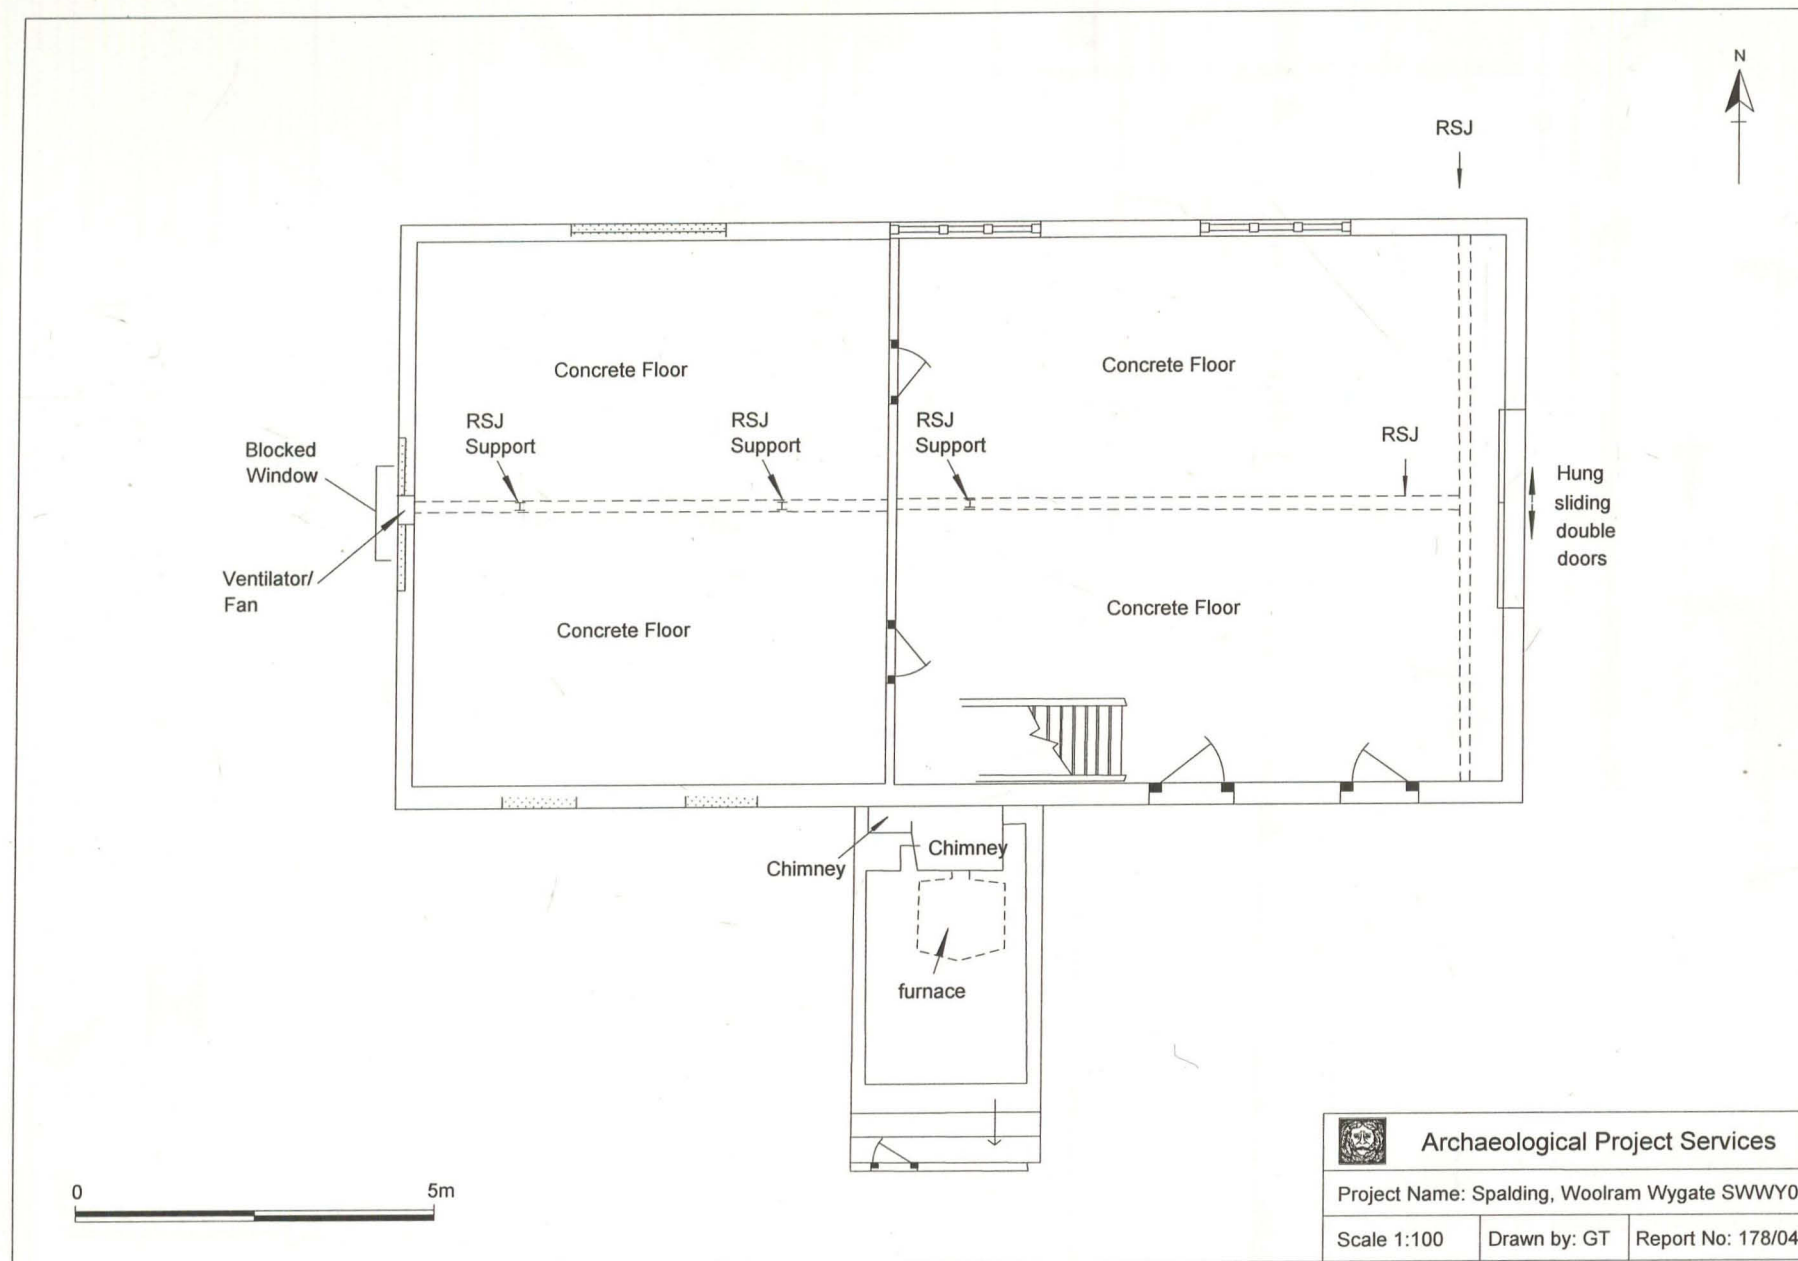 N
RSJ
Concrete Floor
Concrete Floor
RSJ
Support
RSJ
Support
RSJ
Support
RSJ
Blocked
Window
Hung
sliding
double
doors
Ventilator/
Fan
Concrete Floor
Concrete Floor
Chimney
Chimney
furnace
0 5m
Archaeological Project Services
Project Name: Spalding, Woolram Wygate SWWY0
Scale 1:100 Drawn by: GT Report No: 178/04